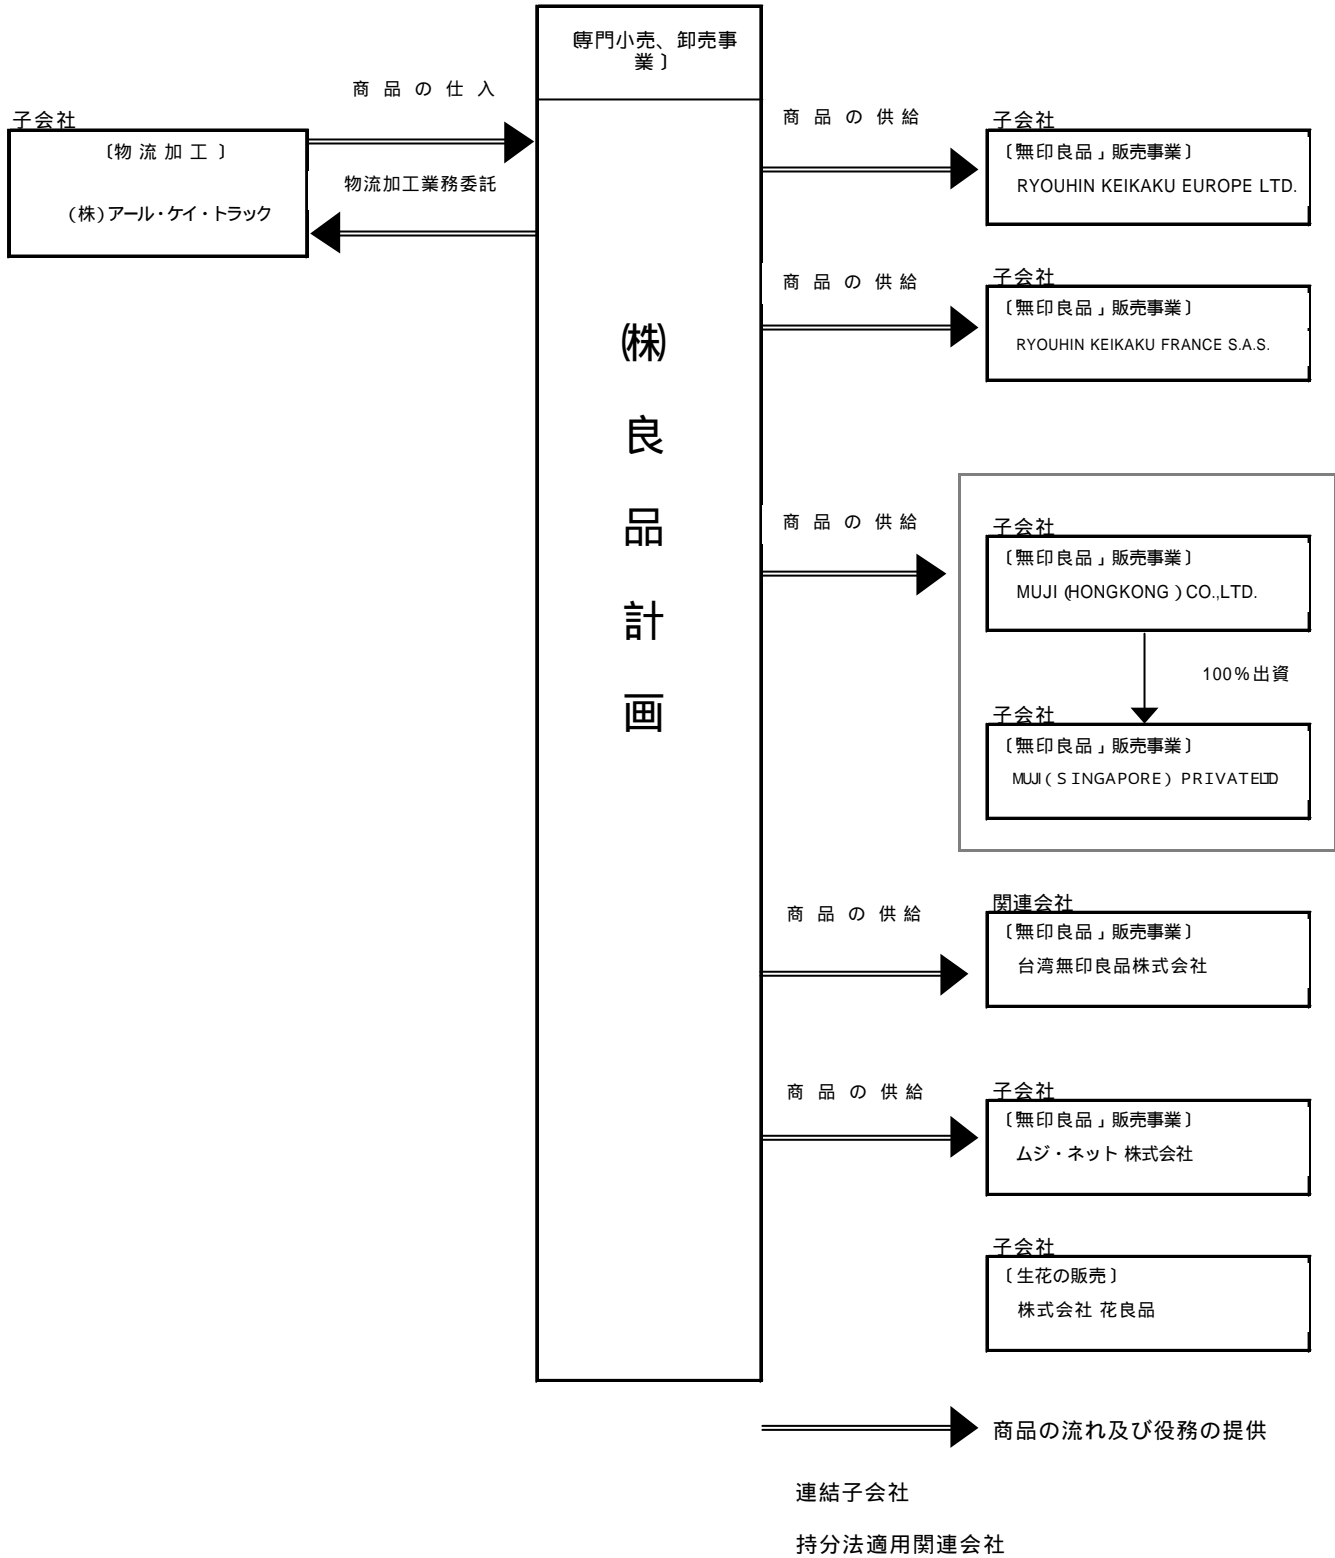 〔専門小売、卸売事
業〕
商品の仕入
子会社
〔物流加工〕
(株)アール・ケイ・トラック
物流加工業務委託
㈱
良
品
計
画
商品の供給
子会社
〔「無印良品」販売事業〕
RYOUHIN KEIKAKU EUROPE LTD.
商品の供給
子会社
〔「無印良品」販売事業〕
RYOUHIN KEIKAKU FRANCE S.A.S.
商品の供給
子会社
〔「無印良品」販売事業〕
MUJI (HONGKONG) CO.,LTD.
100%出資
子会社
〔「無印良品」販売事業〕
MUJI(SINGAPORE) PRIVATE LTD
商品の供給
関連会社
〔「無印良品」販売事業〕
台湾無印良品株式会社
商品の供給
子会社
〔「無印良品」販売事業〕
ムジ・ネット 株式会社
子会社
〔生花の販売〕
株式会社 花良品
商品の流れ及び役務の提供
連結子会社
持分法適用関連会社